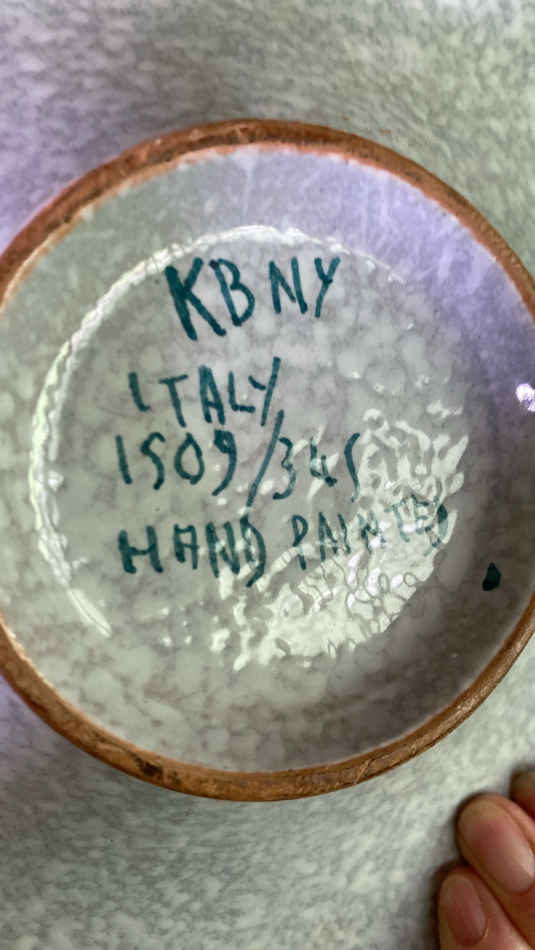 KBNY
ITALY
1509/345
HAND PAINTED